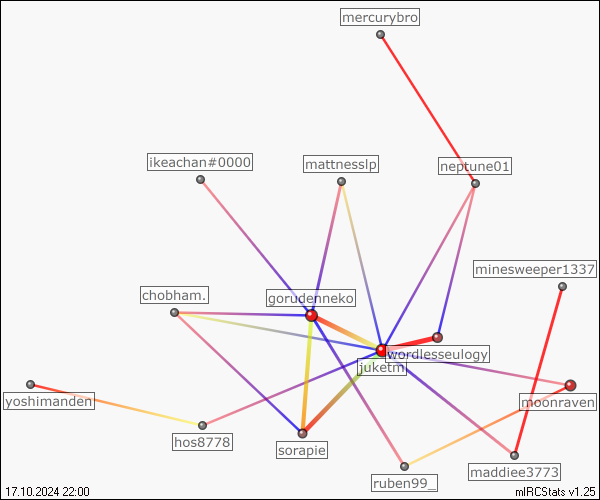 mercurybro
ikeachan#0000
mattnesslp
neptune01
minesweeper1337
chobham.
gorudenneko
wordlesseulogy
juketm
yoshimanden
moonraven
hos8778
sorapie
maddiee3773
ruben99_
17.10.2024 22:00
mIRCStats v1.25